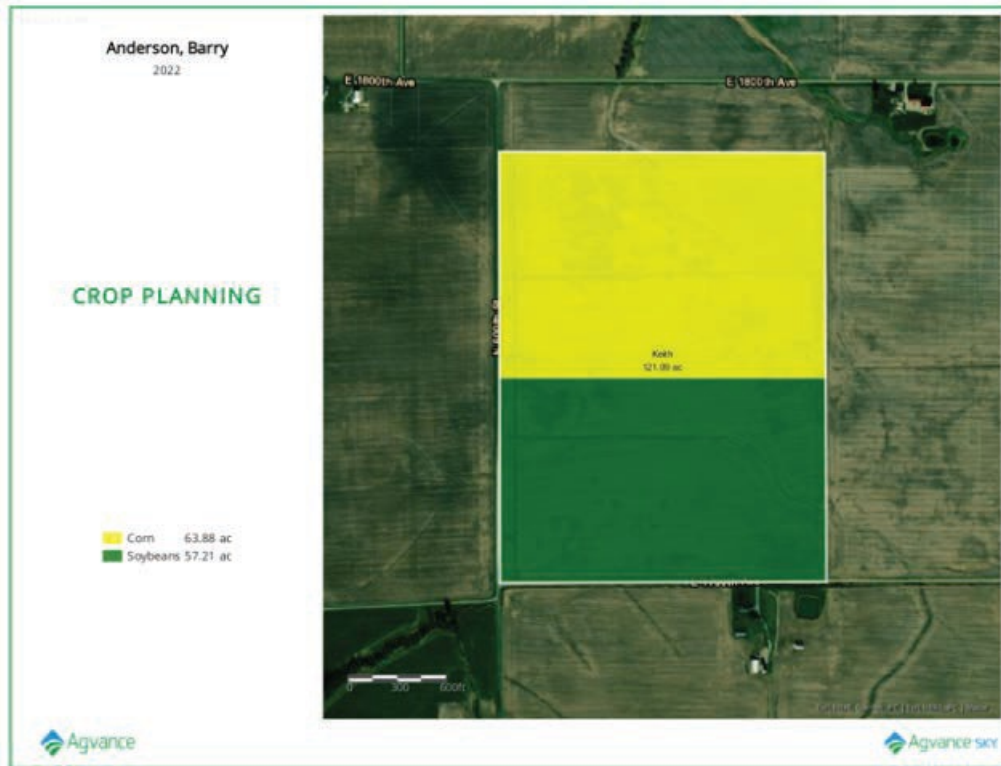 Anderson, Barry
2022
CROP PLANNING
Corn 63.88 ac
Soybeans 57.21 ac
E 1800th Ave
E 1800th Ave
121.09 ac
0 300 600ft
Agvance
Agvance SKY